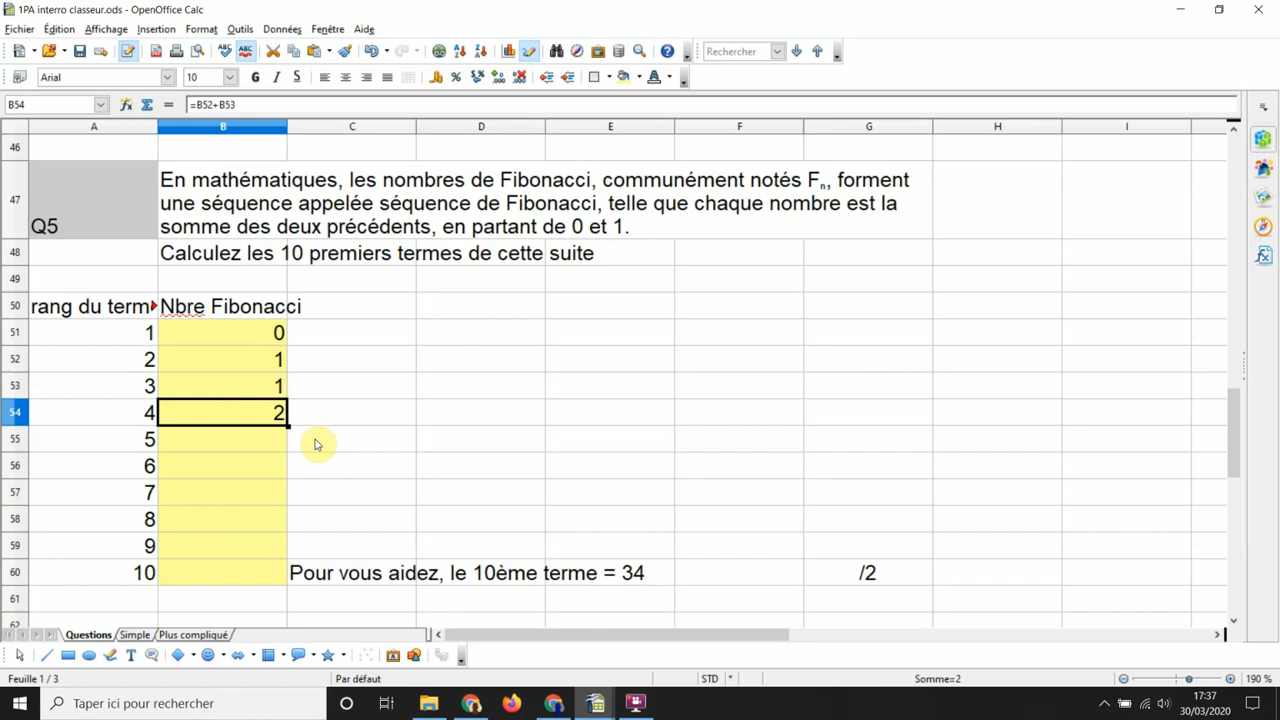 1PA interro classeur.ods - OpenOffice Calc
Fichier Édition Affichage Insertion Format Outils Données Fenêtre Aide
Rechercher
Arial 10 G I S
B54 =B52+B53
A B C D E F G H I
46
47 Q5 En mathématiques, les nombres de Fibonacci, communément notés Fₙ, forment
une séquence appelée séquence de Fibonacci, telle que chaque nombre est la
somme des deux précédents, en partant de 0 et 1.
48 Calculez les 10 premiers termes de cette suite
49
50 rang du term Nbre Fibonacci
51 1 0
52 2 1
53 3 1
54 4 2
55 5
56 6
57 7
58 8
59 9
60 10 Pour vous aidez, le 10ème terme = 34 /2
61
62
Questions Simple Plus compliqué
Feuille 1 / 3 Par défaut STD * Somme=2 190 %
Taper ici pour rechercher
17:37
30/03/2020